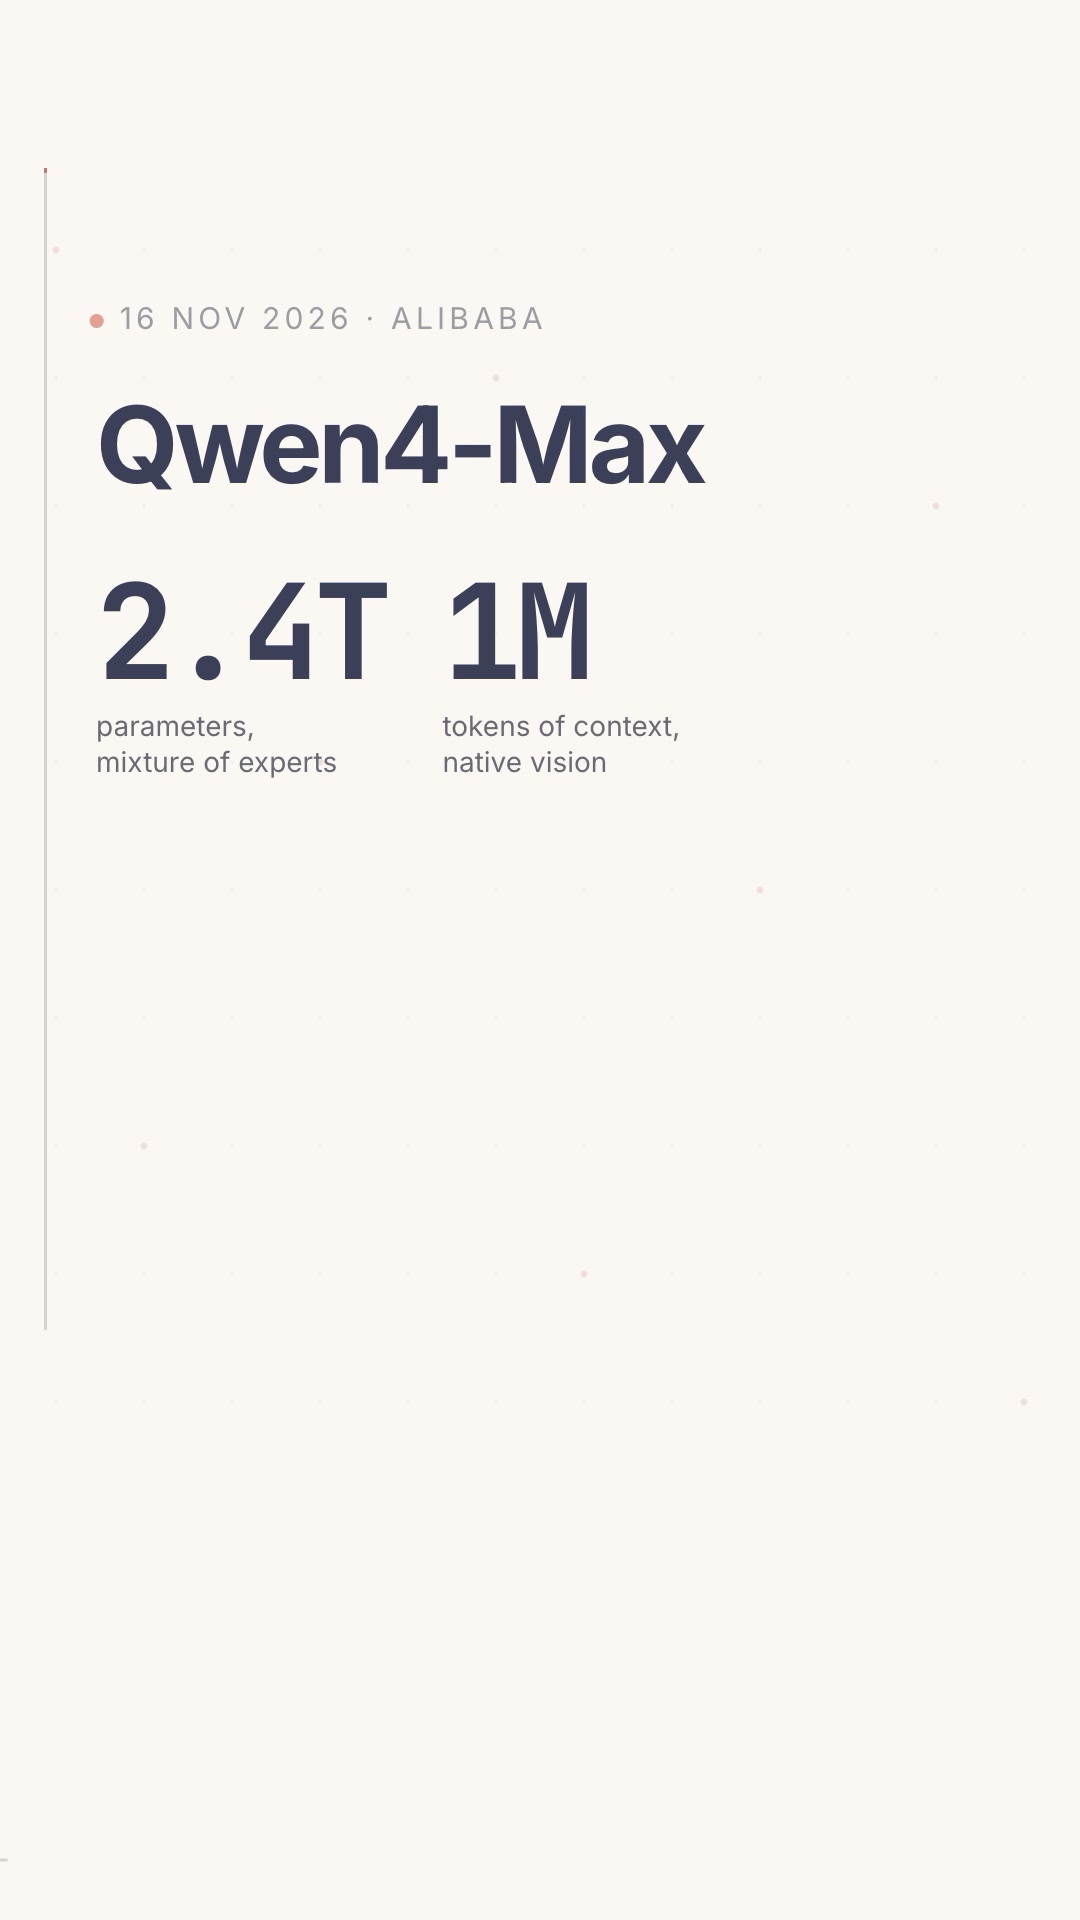 16 NOV 2026 · ALIBABA
Qwen4-Max
2.4T 1M
parameters,
mixture of experts
tokens of context,
native vision